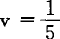 v = 1/5